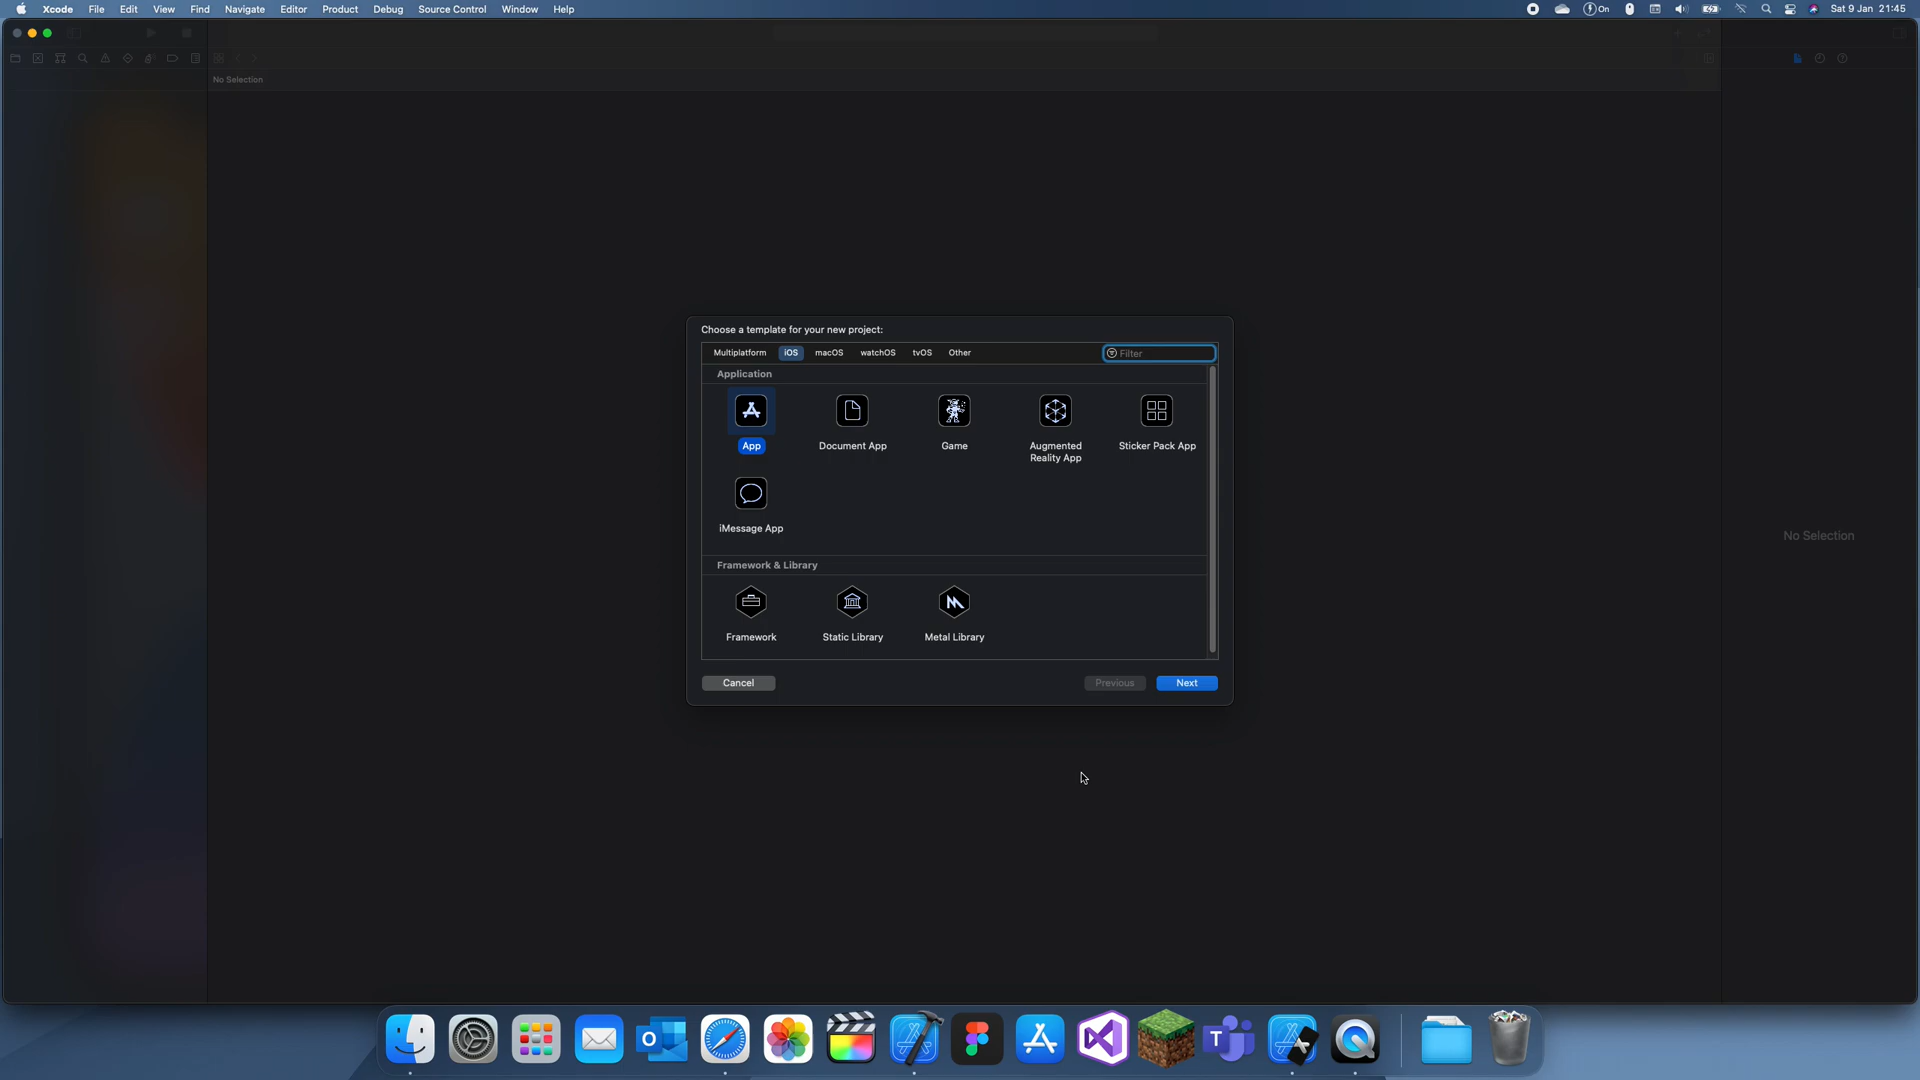 Xcode File Edit View Find Navigate Editor Product Debug Source Control Window Help On Sat 9 Jan 21:45
No Selection
Choose a template for your new project:
Multiplatform iOS macOS watchOS tvOS Other Filter
Application
App Document App Game Augmented Reality App Sticker Pack App
iMessage App
No Selection
Framework & Library
Framework Static Library Metal Library
Cancel Previous Next